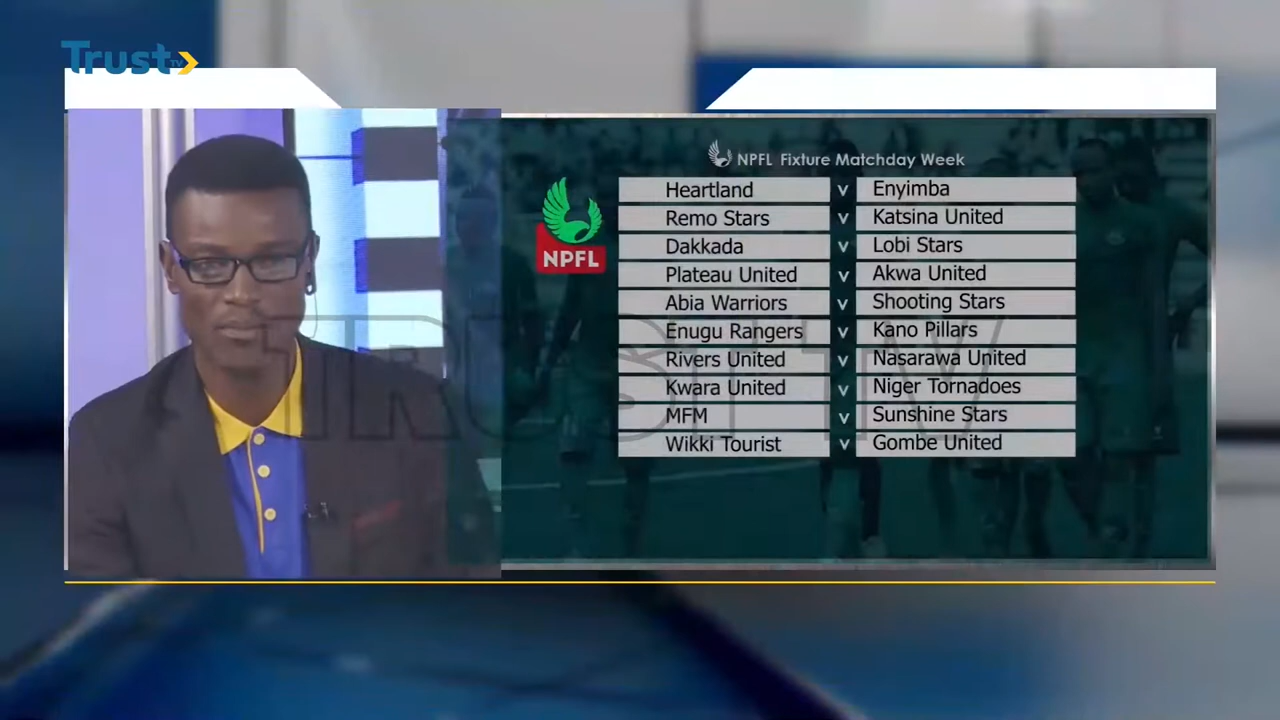 Trust TV
NPFL Fixture Matchday Week
NPFL
Heartland v Enyimba
Remo Stars v Katsina United
Dakkada v Lobi Stars
Plateau United v Akwa United
Abia Warriors v Shooting Stars
Enugu Rangers v Kano Pillars
Rivers United v Nasarawa United
Kwara United v Niger Tornadoes
MFM v Sunshine Stars
Wikki Tourist v Gombe United
TRUST TV